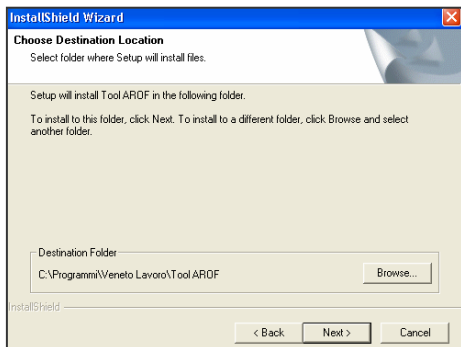 InstallShield Wizard
Choose Destination Location
Select folder where Setup will install files.
Setup will install Tool AROF in the following folder.
To install to this folder, click Next. To install to a different folder, click Browse and select
another folder.
Destination Folder
C:\Programmi\Veneto Lavoro\Tool AROF
Browse...
InstallShield
< Back
Next >
Cancel